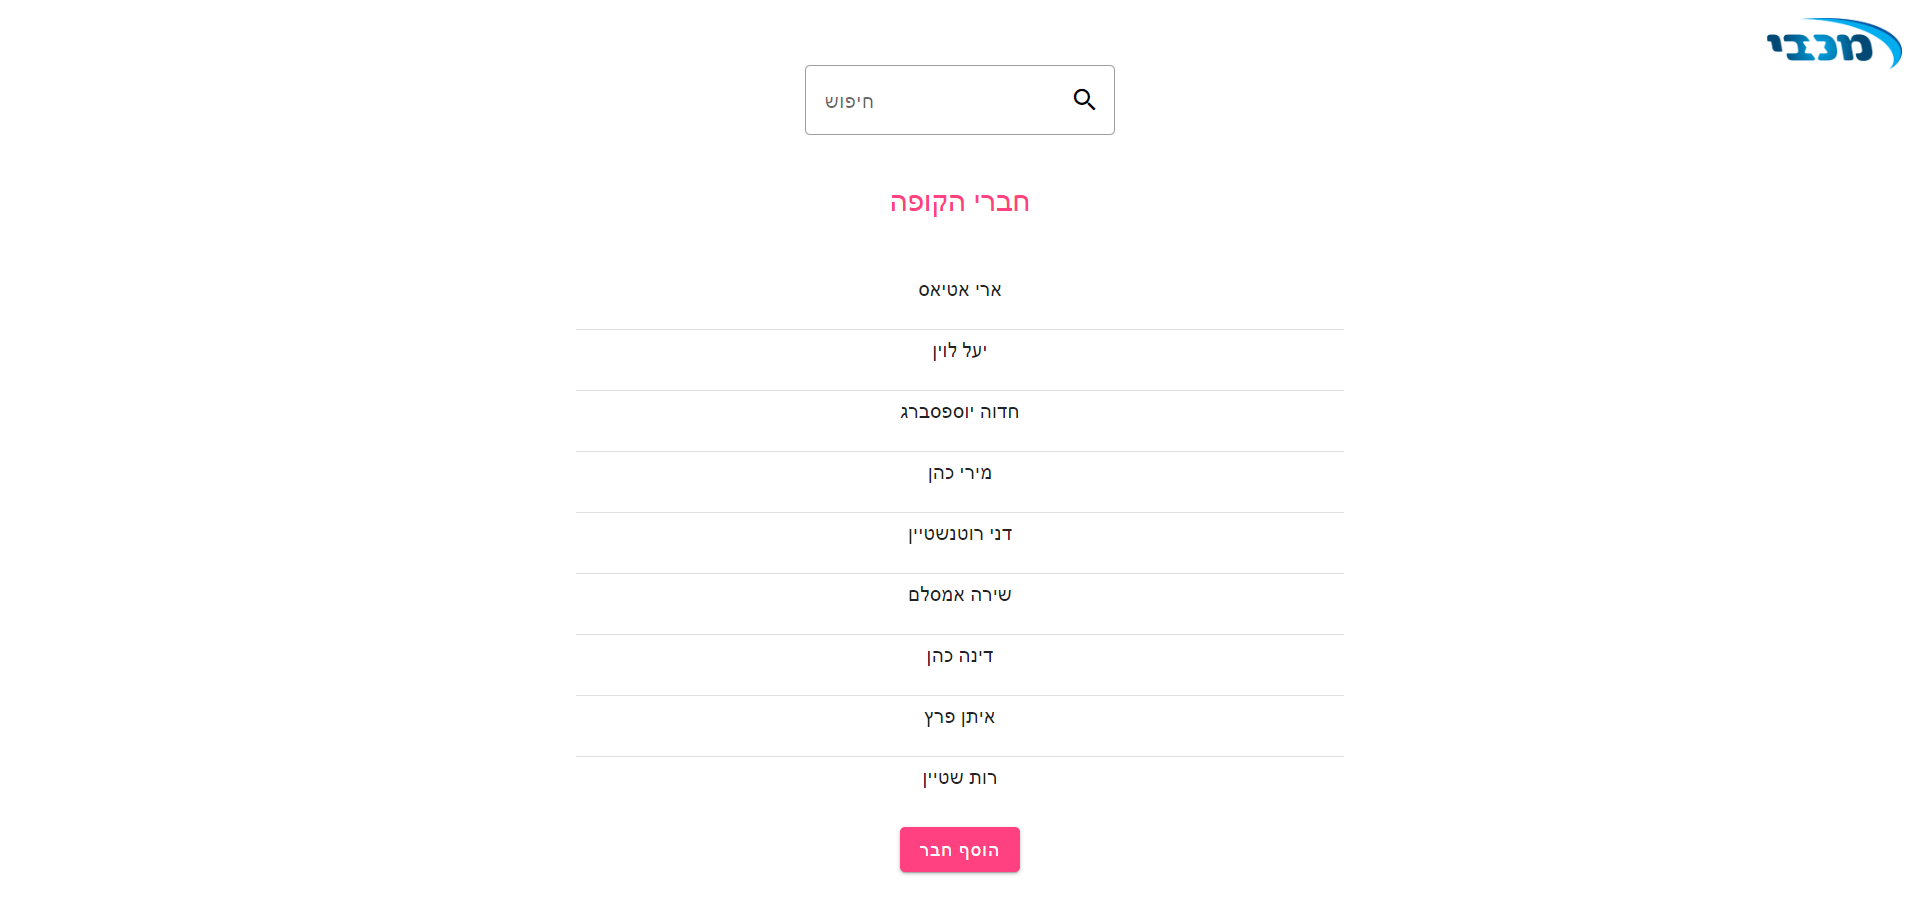 מכבי
חיפוש
חברי הקופה
ארי אטיאס
יעל לוין
חדוה יוספסברג
מירי כהן
דני רוטנשטיין
שירה אמסלם
דינה כהן
איתן פרץ
רות שטיין
הוסף חבר